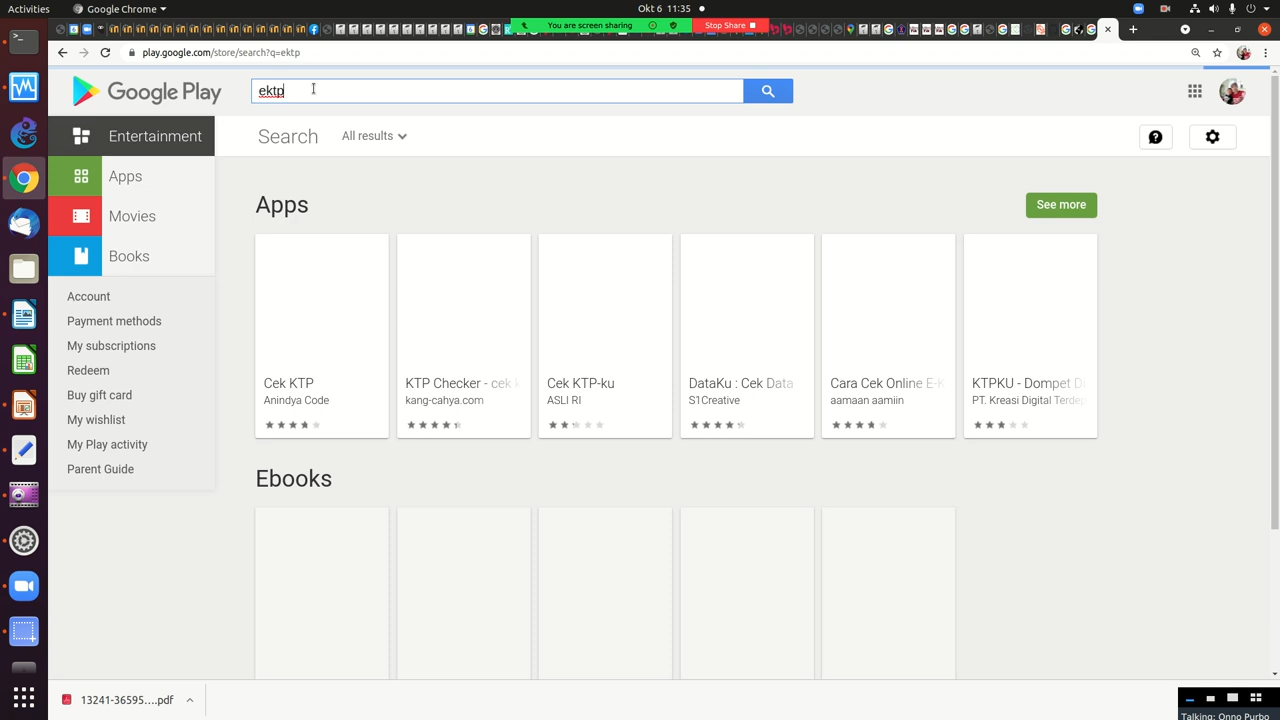 Activities
Google Chrome
Okt 6 11:35
You are screen sharing
Stop Share
play.google.com/store/search?q=ektp
Google Play
ektp
Entertainment
Search
All results
Apps
Movies
Books
Account
Payment methods
My subscriptions
Redeem
Buy gift card
My wishlist
My Play activity
Parent Guide
Apps
See more
Cek KTP
Anindya Code
KTP Checker - cek k
kang-cahya.com
Cek KTP-ku
ASLI RI
DataKu : Cek Data
S1Creative
Cara Cek Online E-K
aamaan aamiin
KTPKU - Dompet Di
PT. Kreasi Digital Terdep
Ebooks
13241-36595....pdf
Talking: Onno Purbo